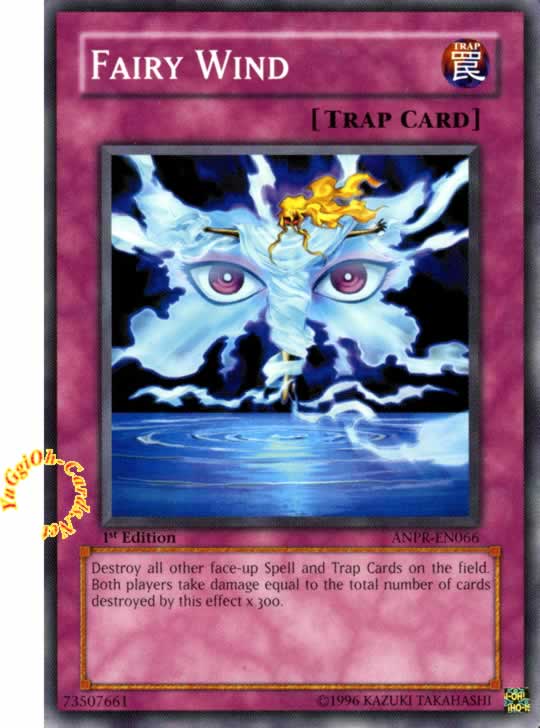 FAIRY WIND
TRAP
罠
[TRAP CARD]
1st Edition
ANPR-EN066
Destroy all other face-up Spell and Trap Cards on the field.
Both players take damage equal to the total number of cards
destroyed by this effect x 300.
73507661
©1996 KAZUKI TAKAHASHI
YuGgiOh-Cards.Net